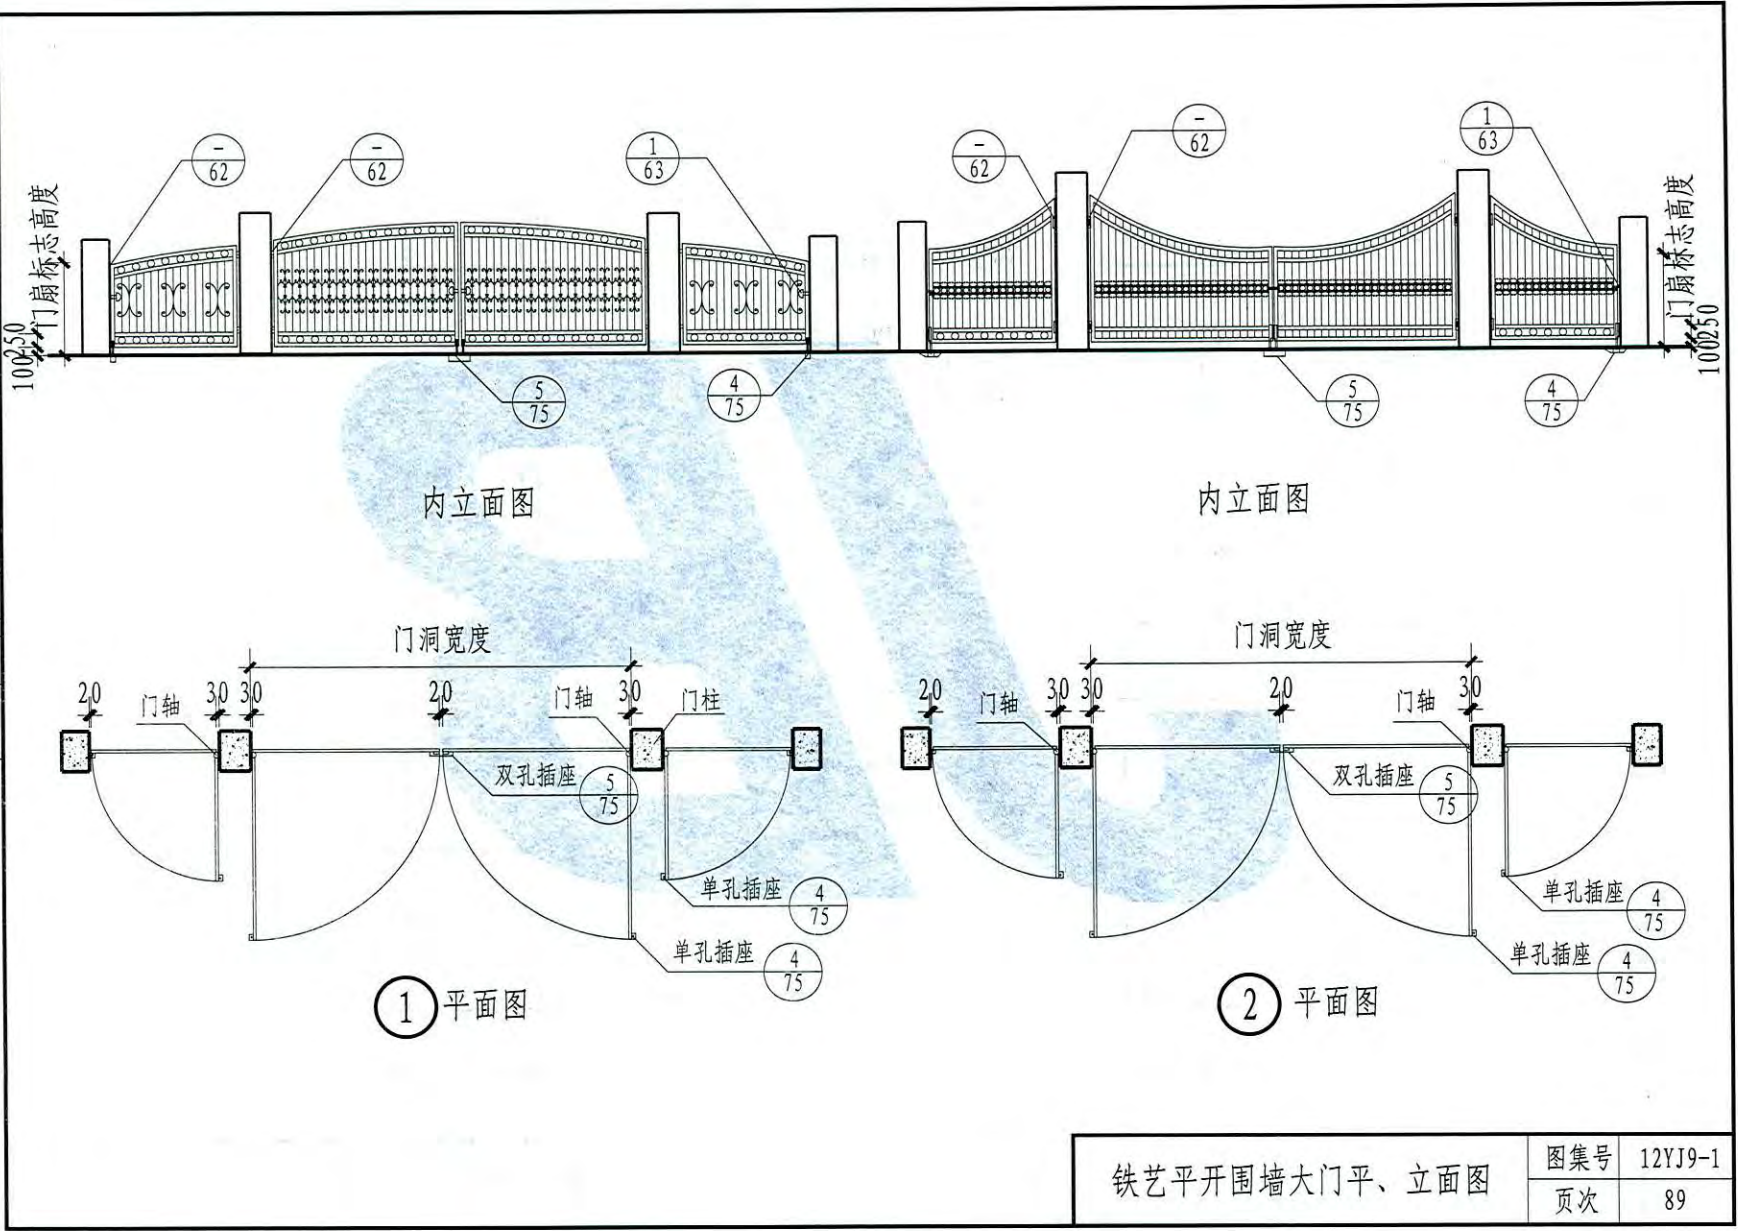 - 62
- 62
1 63
- 62
- 62
1 63
门扇标志高度
250
100
门扇标志高度
250
100
5 75
4 75
5 75
4 75
内立面图
内立面图
门洞宽度
门洞宽度
20 30 30 20 30
20 30 30 20 30
门轴 门轴 门柱
门轴 门轴
双孔插座 5 75
双孔插座 5 75
单孔插座 4 75
单孔插座 4 75
单孔插座 4 75
单孔插座 4 75
1 平面图
2 平面图
铁艺平开围墙大门平、立面图
图集号 12YJ9-1
页次 89